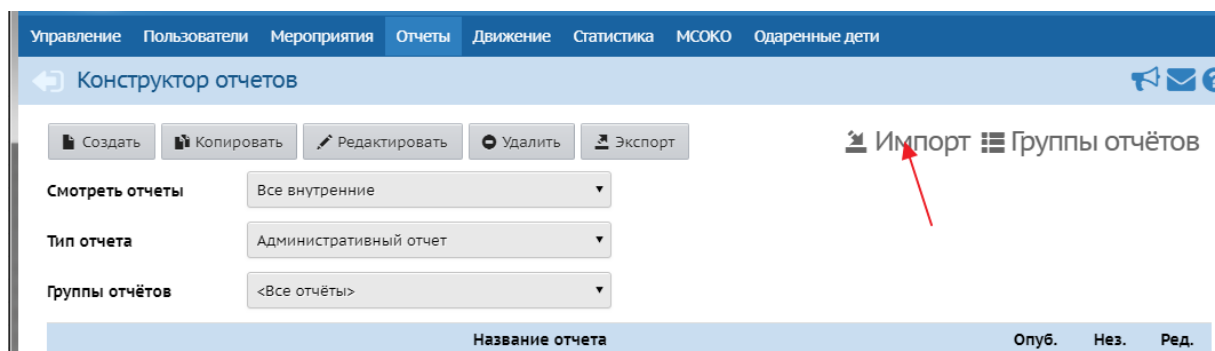 Управление Пользователи Мероприятия Отчеты Движение Статистика МСОКО Одаренные дети
Конструктор отчетов
Создать Копировать Редактировать Удалить Экспорт Импорт Группы отчётов
Смотреть отчеты Все внутренние
Тип отчета Административный отчет
Группы отчётов <Все отчёты>
Название отчета Опуб. Нез. Ред.